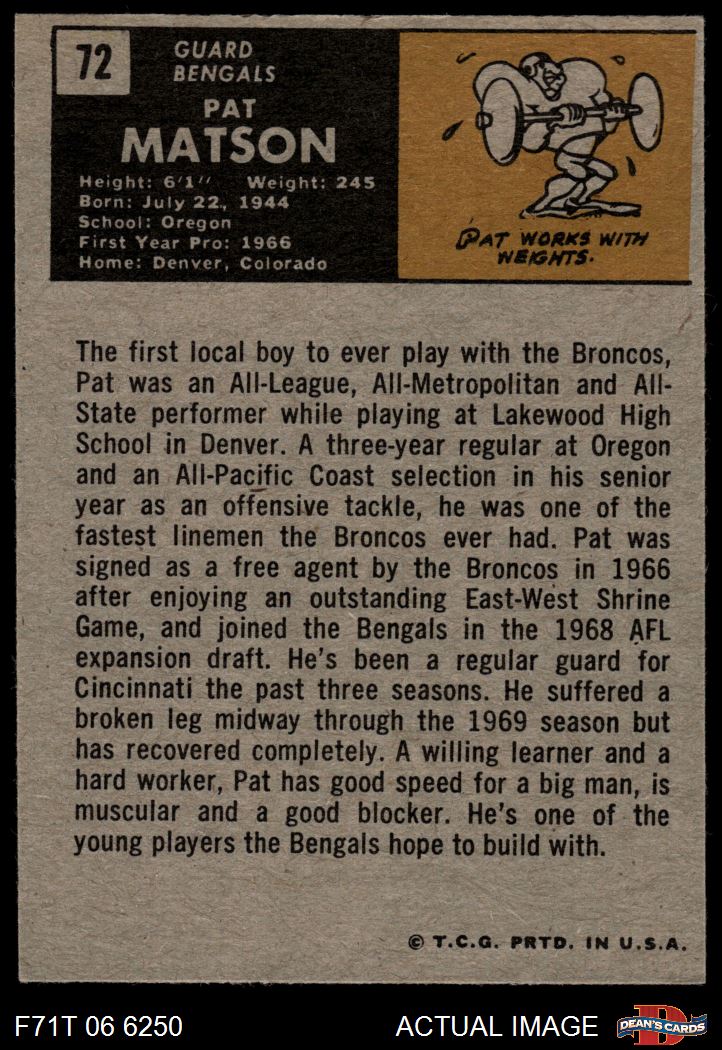 72
GUARD
BENGALS
PAT
MATSON
Height: 6'1" Weight: 245
Born: July 22, 1944
School: Oregon
First Year Pro: 1966
Home: Denver, Colorado
PAT WORKS WITH
WEIGHTS.
The first local boy to ever play with the Broncos,
Pat was an All-League, All-Metropolitan and All-
State performer while playing at Lakewood High
School in Denver. A three-year regular at Oregon
and an All-Pacific Coast selection in his senior
year as an offensive tackle, he was one of the
fastest linemen the Broncos ever had. Pat was
signed as a free agent by the Broncos in 1966
after enjoying an outstanding East-West Shrine
Game, and joined the Bengals in the 1968 AFL
expansion draft. He's been a regular guard for
Cincinnati the past three seasons. He suffered a
broken leg midway through the 1969 season but
has recovered completely. A willing learner and a
hard worker, Pat has good speed for a big man, is
muscular and a good blocker. He's one of the
young players the Bengals hope to build with.
© T.C.G. PRTD. IN U.S.A.
F71T 06 6250
ACTUAL IMAGE
D
DEAN'S CARDS